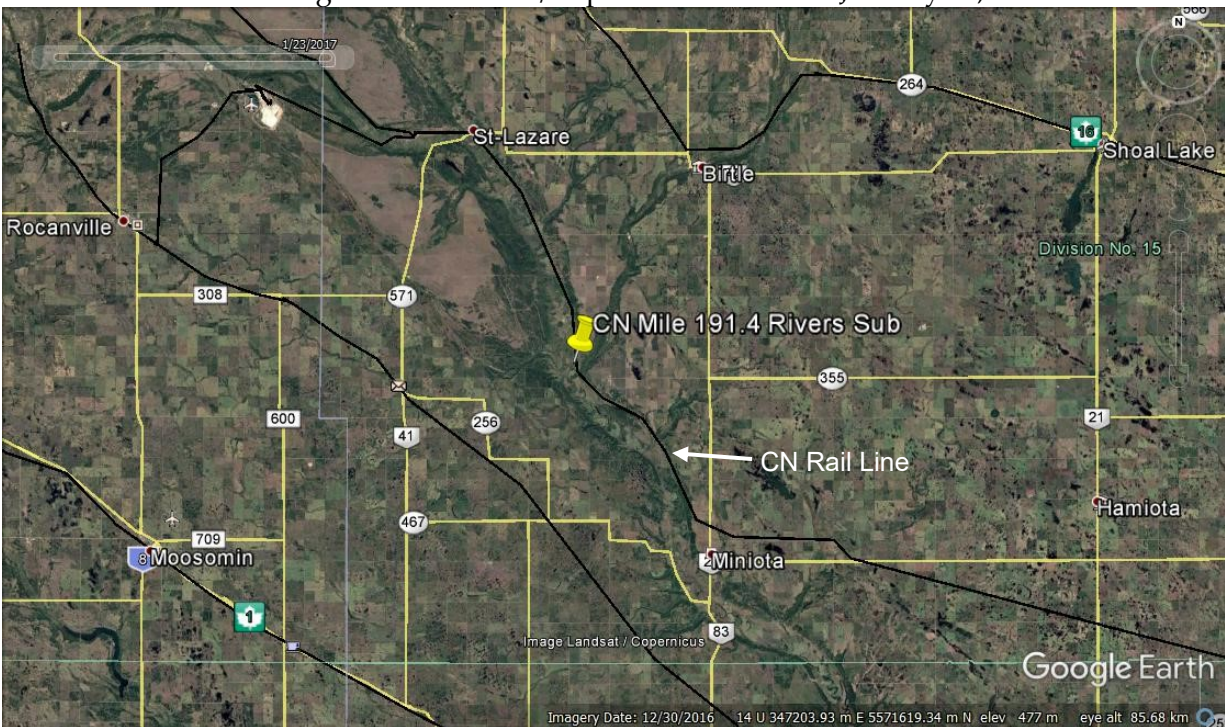 1/23/2017
N
566
264
16
St-Lazare
Shoal Lake
Birtle
Rocanville
Division No. 15
308
571
CN Mile 191.4 Rivers Sub
355
600
256
21
41
CN Rail Line
467
Hamiota
709
8
Moosomin
Miniota
1
83
Image Landsat / Copernicus
Google Earth
Imagery Date: 12/30/2016 14 U 347203.93 m E 5571619.34 m N elev 477 m eye alt 85.68 km